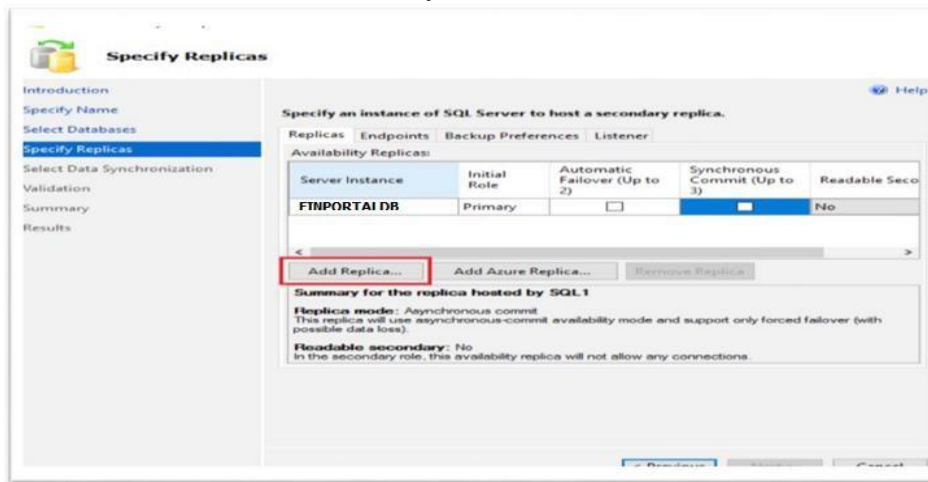 Specify Replicas
Introduction
Specify Name
Select Databases
Specify Replicas
Select Data Synchronization
Validation
Summary
Results
Help
Specify an instance of SQL Server to host a secondary replica.
Replicas Endpoints Backup Preferences Listener
Availability Replicas:
Server Instance Initial Role Automatic Failover (Up to 2) Synchronous Commit (Up to 3) Readable Seco
FINPORTALDB Primary No
< >
Add Replica... Add Azure Replica... Remove Replica
Summary for the replica hosted by SQL1
Replica mode: Asynchronous commit
This replica will use asynchronous-commit availability mode and support only forced failover (with
possible data loss).
Readable secondary: No
In the secondary role, this availability replica will not allow any connections.
< Previous Cancel